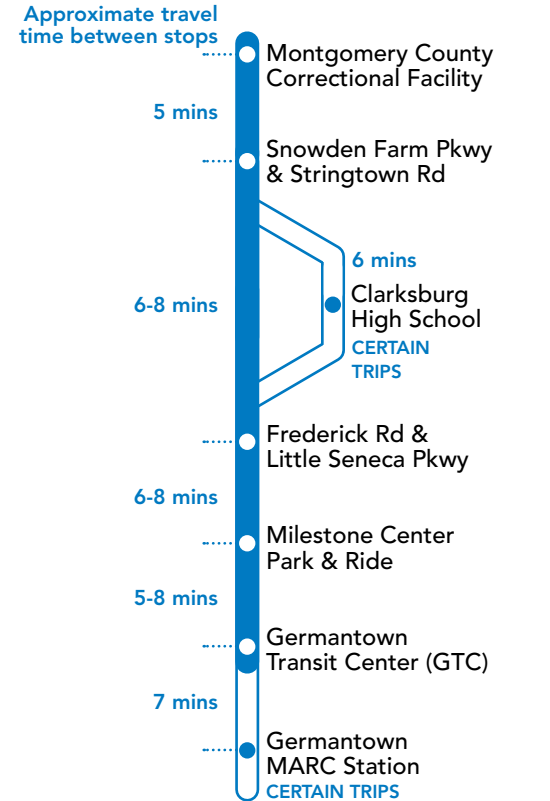 Approximate travel
time between stops
Montgomery County
Correctional Facility
5 mins
Snowden Farm Pkwy
& Stringtown Rd
6 mins
6-8 mins
Clarksburg
High School
CERTAIN
TRIPS
Frederick Rd &
Little Seneca Pkwy
6-8 mins
Milestone Center
Park & Ride
5-8 mins
Germantown
Transit Center (GTC)
7 mins
Germantown
MARC Station
CERTAIN TRIPS